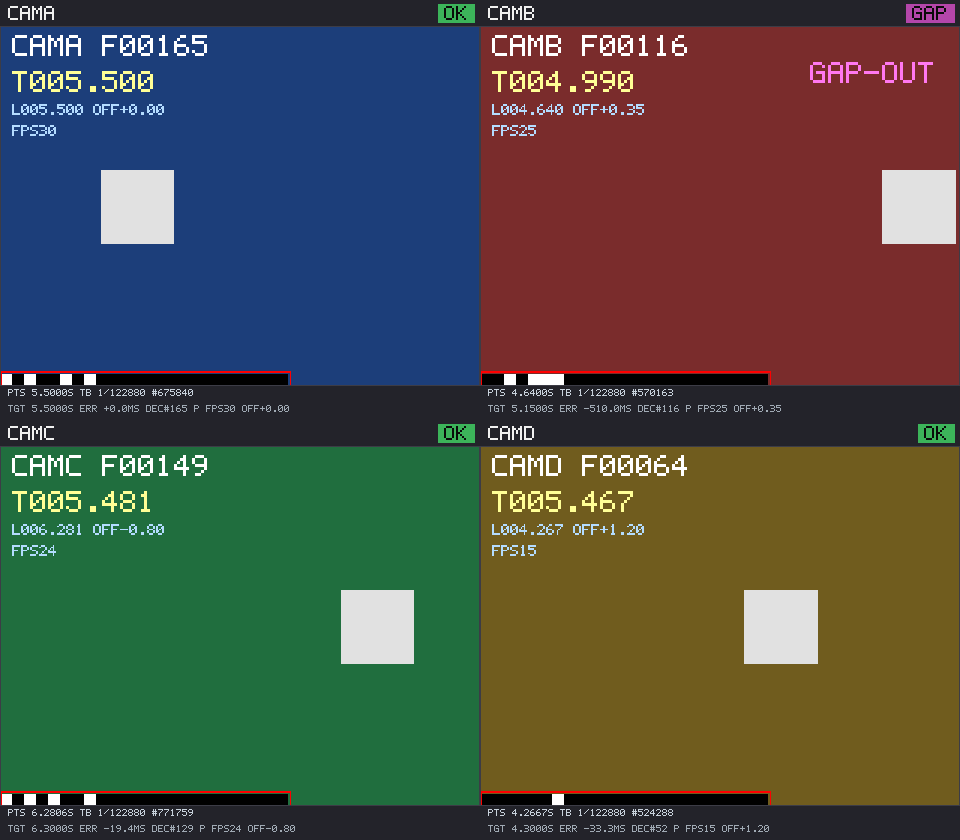 CAMA OK
CAMA F00165
T005.500
L005.500 OFF+0.00
FPS30
PTS 5.5000S TB 1/122880 #675840
TGT 5.5000S ERR +0.0MS DEC#165 P FPS30 OFF+0.00
CAMB GAP
CAMB F00116
GAP-OUT
T004.990
L004.640 OFF+0.35
FPS25
PTS 4.6400S TB 1/122880 #570163
TGT 5.1500S ERR -510.0MS DEC#116 P FPS25 OFF+0.35
CAMC OK
CAMC F00149
T005.481
L006.281 OFF-0.80
FPS24
PTS 6.2806S TB 1/122880 #771759
TGT 6.3000S ERR -19.4MS DEC#129 P FPS24 OFF-0.80
CAMD OK
CAMD F00064
T005.467
L004.267 OFF+1.20
FPS15
PTS 4.2667S TB 1/122880 #524288
TGT 4.3000S ERR -33.3MS DEC#52 P FPS15 OFF+1.20